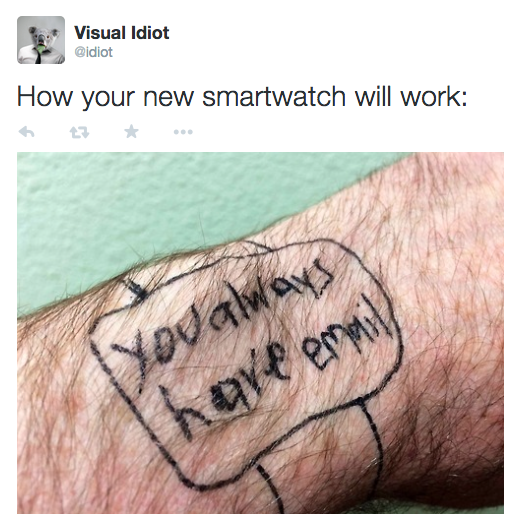 Visual Idiot
@idiot
How your new smartwatch will work:
you always
have email